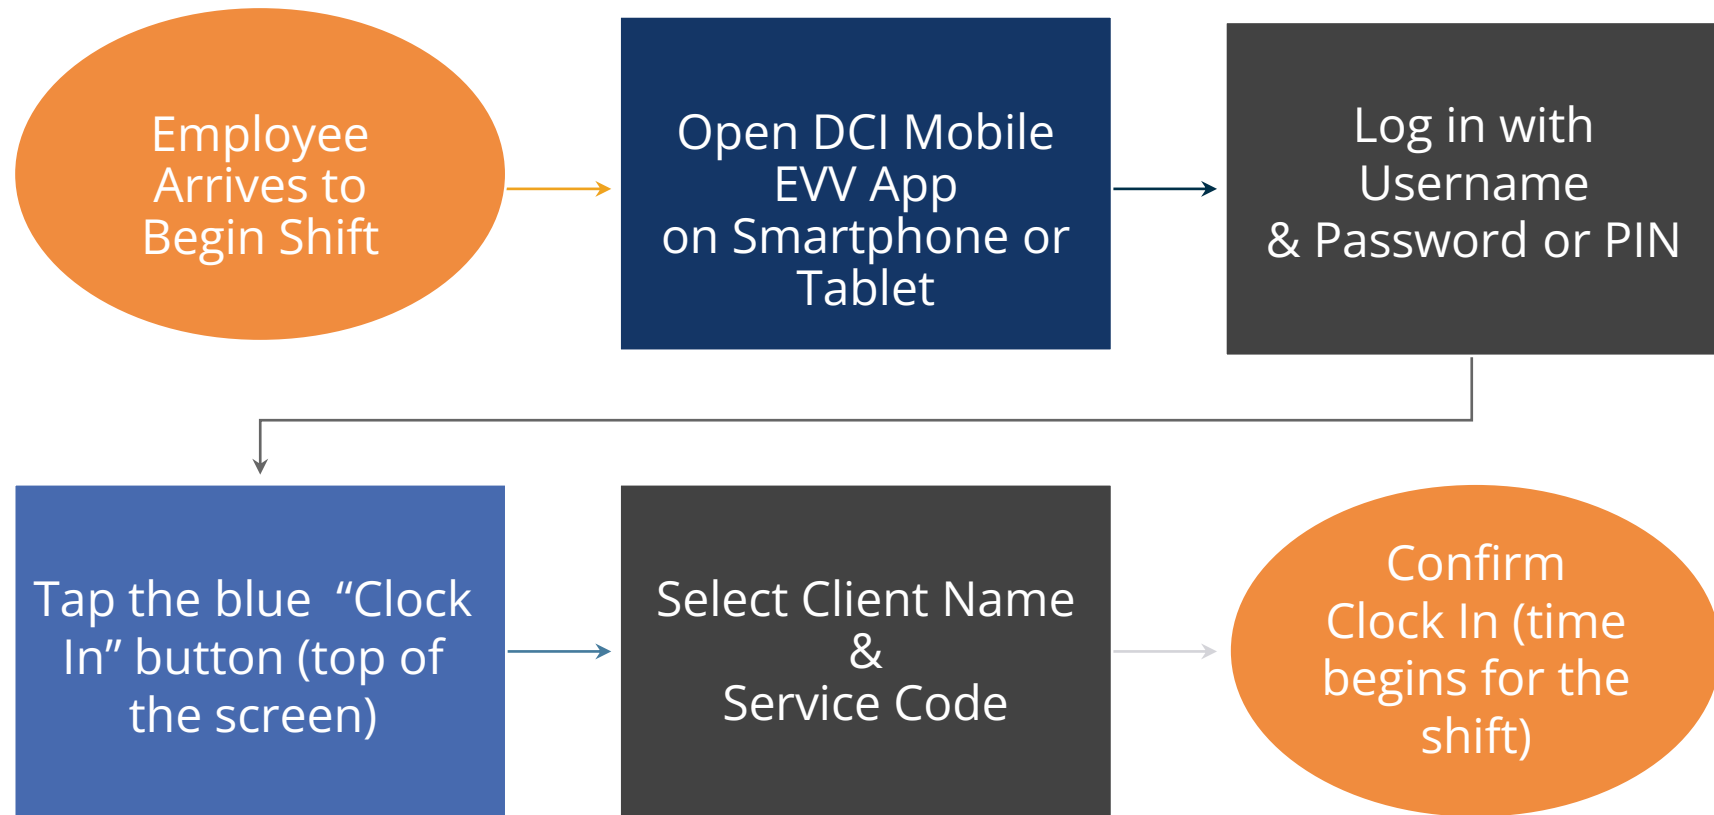 Employee
Arrives to
Begin Shift
Open DCI Mobile
EVV App
on Smartphone or
Tablet
Log in with
Username
& Password or PIN
Tap the blue  “Clock
In” button (top of
the screen)
Select Client Name
&
Service Code
Confirm
Clock In (time
begins for the
shift)